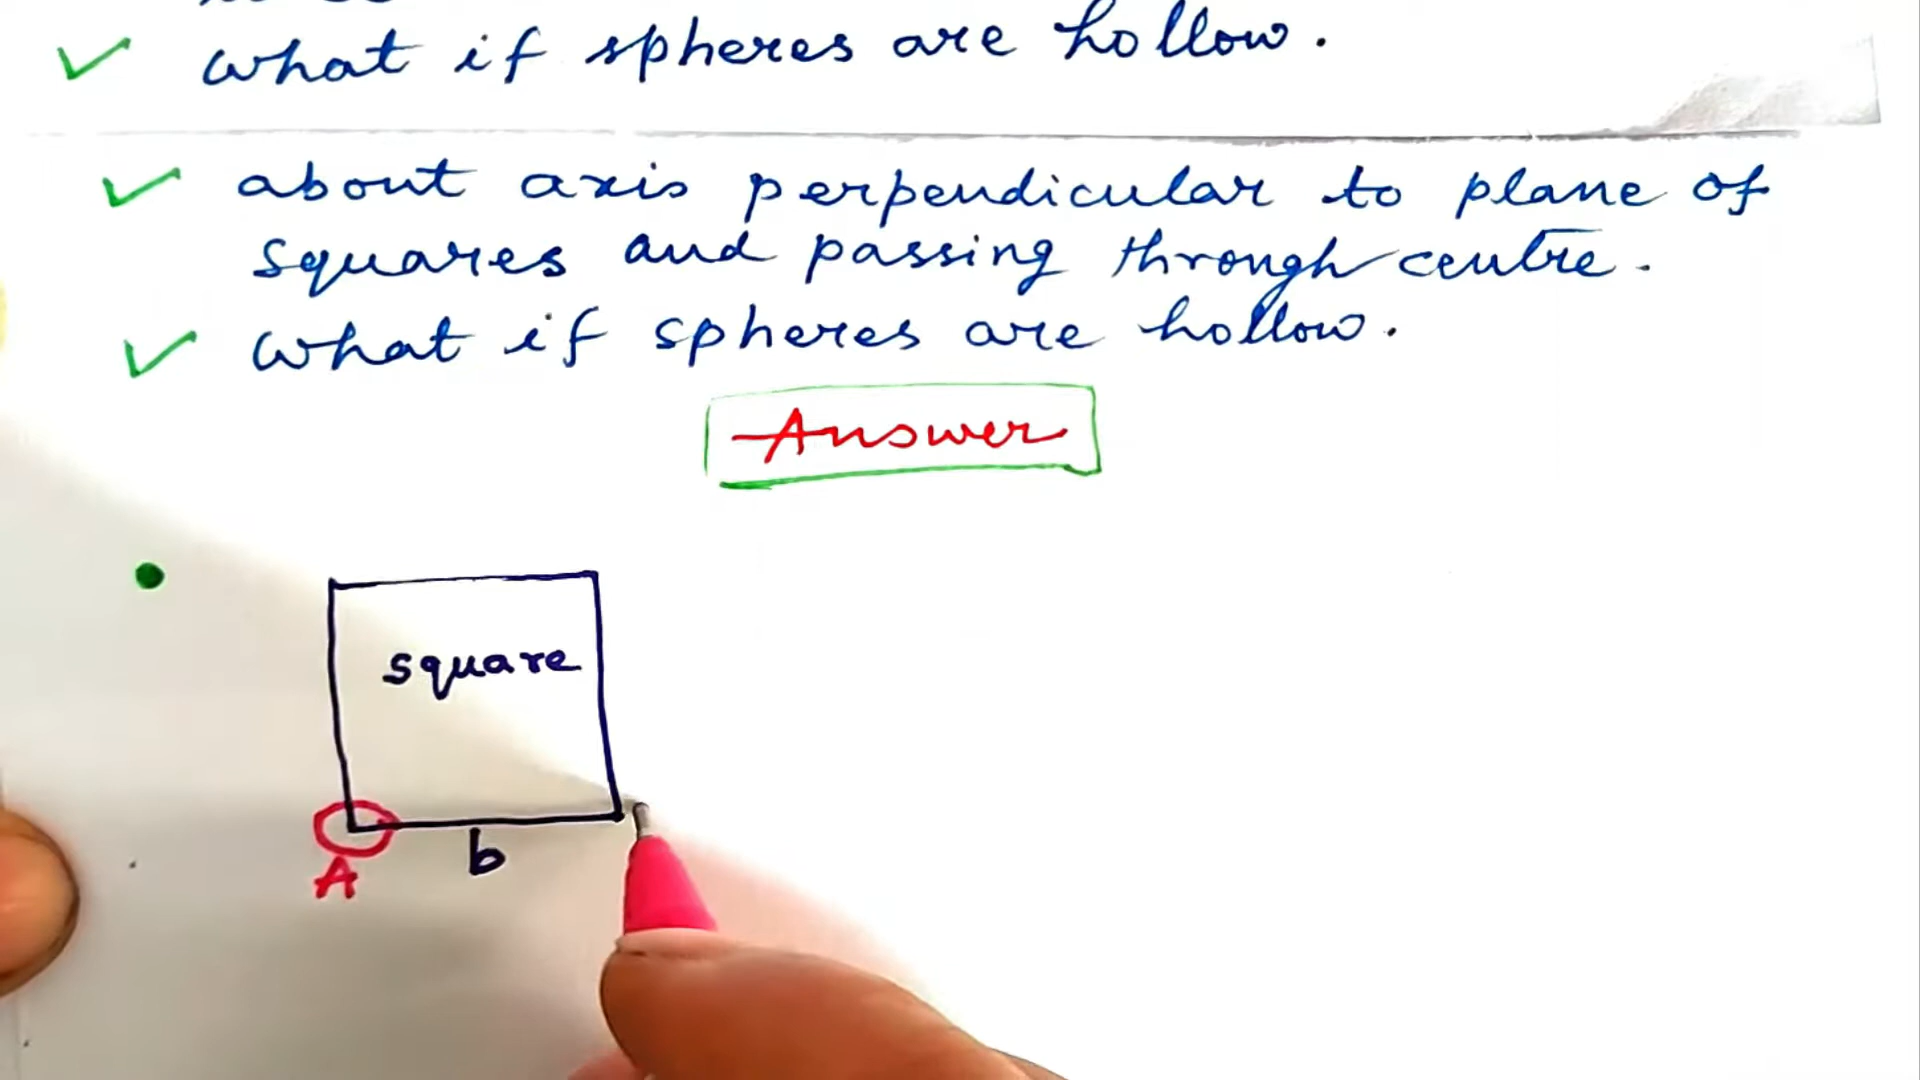 what if spheres are hollow.
about axis perpendicular to plane of
squares and passing through centre.
what if spheres are hollow.
Answer
square
b
A